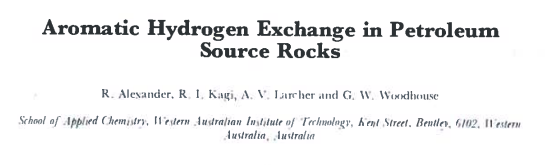 Aromatic Hydrogen Exchange in Petroleum
Source Rocks
R. Alexander, R. I. Kagi, A. V. Larcher and G. W. Woodhouse
School of Applied Chemistry, Western Australian Institute of Technology, Kent Street, Bentley, 6102, Western
Australia, Australia